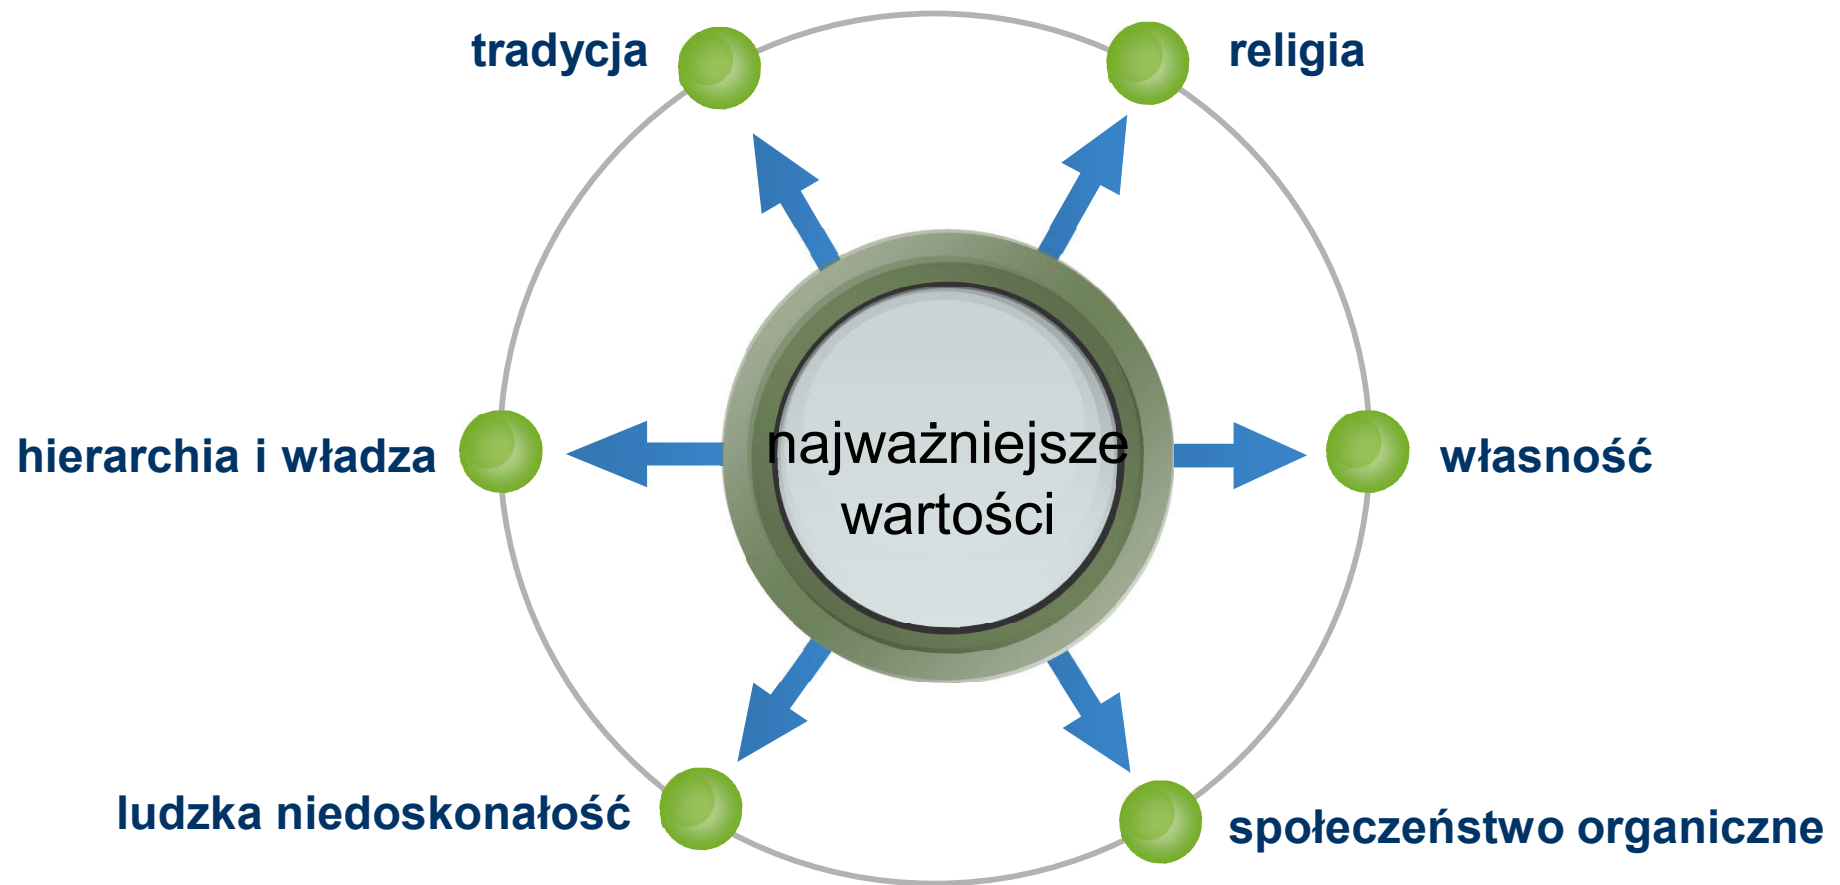 tradycja
religia
hierarchia i władza
najważniejsze
wartości
własność
ludzka niedoskonałość
społeczeństwo organiczne